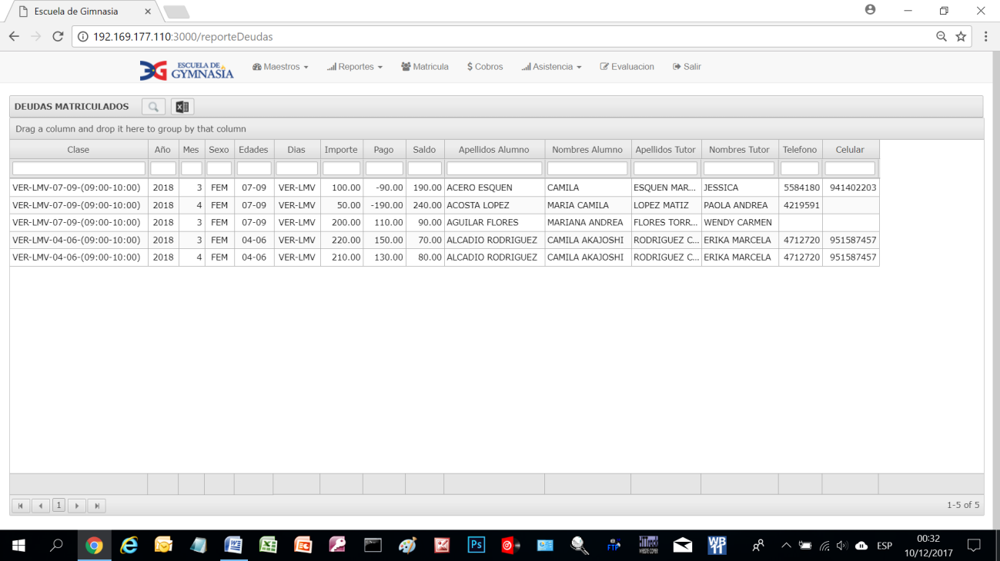 Escuela de Gimnasia
192.169.177.110:3000/reporteDeudas
ESCUELA DE GYMNASIA
Maestros Reportes Matricula $ Cobros Asistencia Evaluacion Salir
DEUDAS MATRICULADOS
Drag a column and drop it here to group by that column
Clase Año Mes Sexo Edades Dias Importe Pago Saldo Apellidos Alumno Nombres Alumno Apellidos Tutor Nombres Tutor Telefono Celular
VER-LMV-07-09-(09:00-10:00) 2018 3 FEM 07-09 VER-LMV 100.00 -90.00 190.00 ACERO ESQUEN CAMILA ESQUEN MAR... JESSICA 5584180 941402203
VER-LMV-07-09-(09:00-10:00) 2018 4 FEM 07-09 VER-LMV 50.00 -190.00 240.00 ACOSTA LOPEZ MARIA CAMILA LOPEZ MATIZ PAOLA ANDREA 4219591
VER-LMV-07-09-(09:00-10:00) 2018 3 FEM 07-09 VER-LMV 200.00 110.00 90.00 AGUILAR FLORES MARIANA ANDREA FLORES TORR... WENDY CARMEN
VER-LMV-04-06-(09:00-10:00) 2018 3 FEM 04-06 VER-LMV 220.00 150.00 70.00 ALCADIO RODRIGUEZ CAMILA AKAJOSHI RODRIGUEZ C... ERIKA MARCELA 4712720 951587457
VER-LMV-04-06-(09:00-10:00) 2018 4 FEM 04-06 VER-LMV 210.00 130.00 80.00 ALCADIO RODRIGUEZ CAMILA AKAJOSHI RODRIGUEZ C... ERIKA MARCELA 4712720 951587457
1 1-5 of 5
Ps FTP WB 11 ESP 00:32
10/12/2017